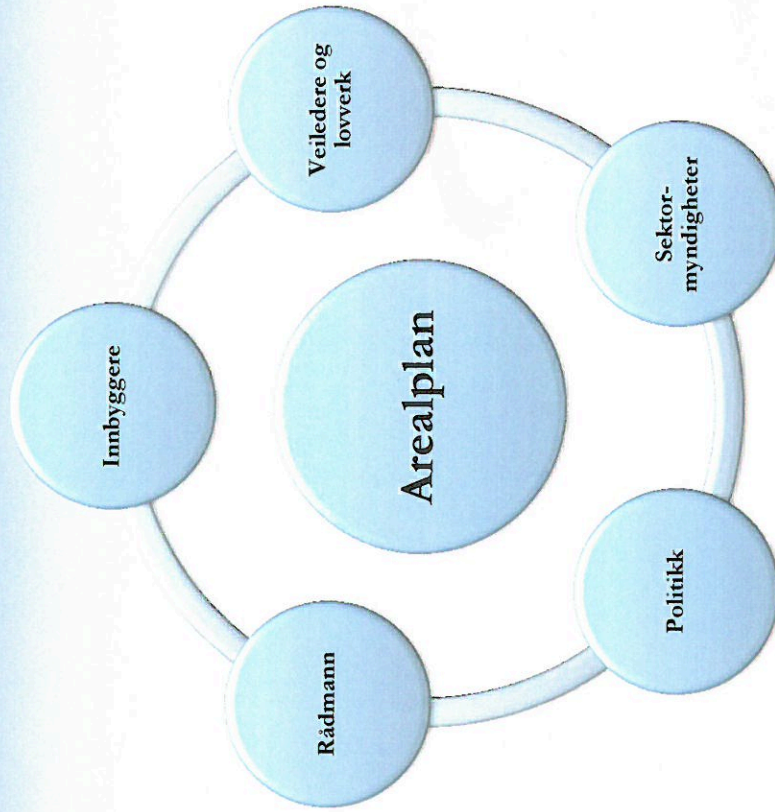 Innbyggere
Veiledere og
lovverk
Sektor-
myndigheter
Politikk
Rådmann
Arealplan